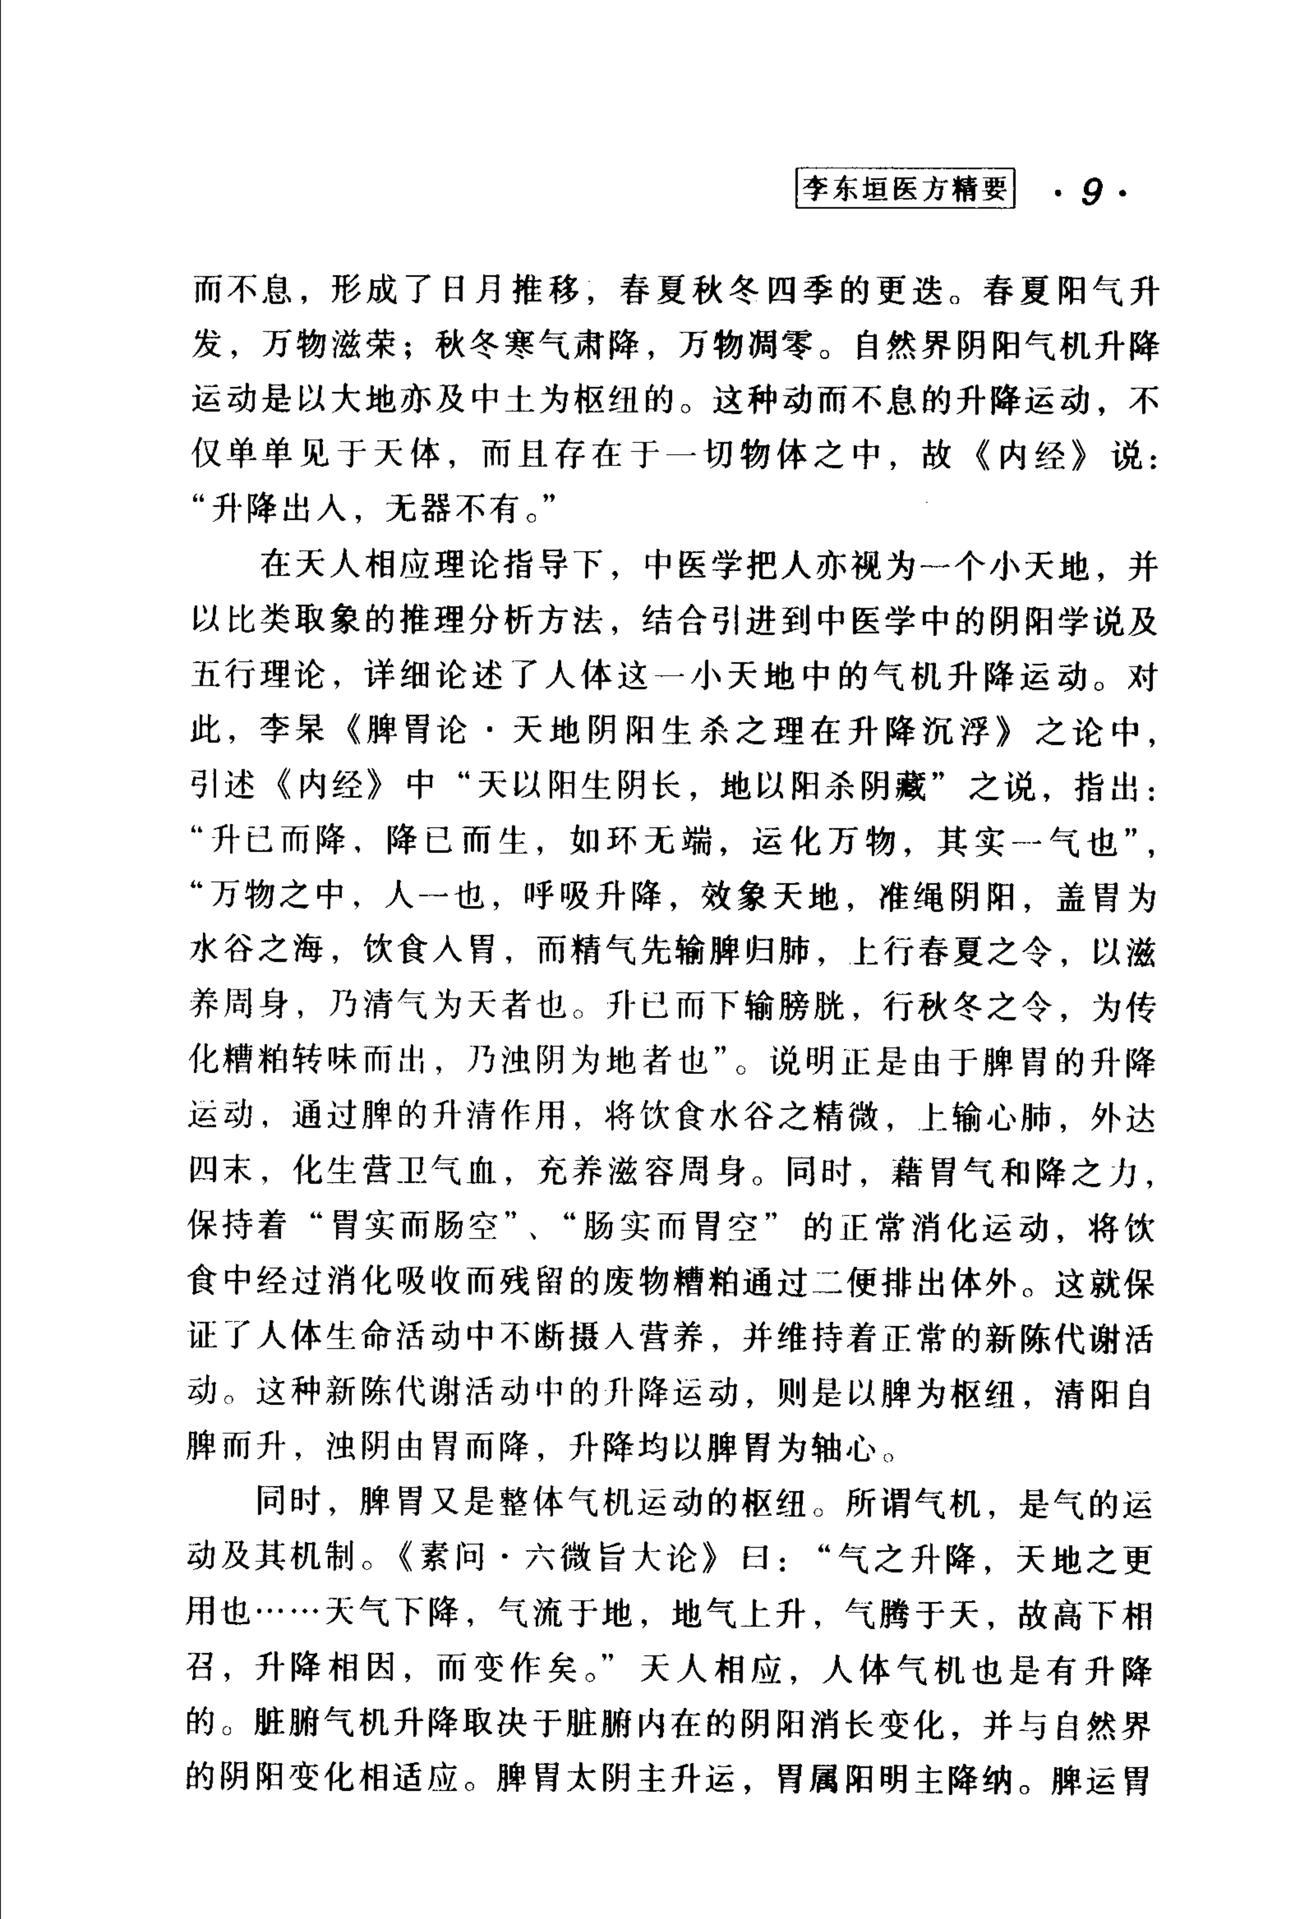 李东垣医方精要 ·9·
而不息，形成了日月推移，春夏秋冬四季的更迭。春夏阳气升
发，万物滋荣；秋冬寒气肃降，万物凋零。自然界阴阳气机升降
运动是以大地亦及中土为枢纽的。这种动而不息的升降运动，不
仅单单见于天体，而且存在于一切物体之中，故《内经》说：
“升降出入，无器不有。”
在天人相应理论指导下，中医学把人亦视为一个小天地，并
以比类取象的推理分析方法，结合引进到中医学中的阴阳学说及
五行理论，详细论述了人体这一小天地中的气机升降运动。对
此，李杲《脾胃论·天地阴阳生杀之理在升降沉浮》之论中，
引述《内经》中“天以阳生阴长，地以阳杀阴藏”之说，指出：
“升已而降，降已而生，如环无端，运化万物，其实一气也”，
“万物之中，人一也，呼吸升降，效象天地，准绳阴阳，盖胃为
水谷之海，饮食入胃，而精气先输脾归肺，上行春夏之令，以滋
养周身，乃清气为天者也。升已而下输膀胱，行秋冬之令，为传
化糟粕转味而出，乃浊阴为地者也”。说明正是由于脾胃的升降
运动，通过脾的升清作用，将饮食水谷之精微，上输心肺，外达
四末，化生营卫气血，充养滋容周身。同时，藉胃气和降之力，
保持着“胃实而肠空”、“肠实而胃空”的正常消化运动，将饮
食中经过消化吸收而残留的废物糟粕通过二便排出体外。这就保
证了人体生命活动中不断摄入营养，并维持着正常的新陈代谢活
动。这种新陈代谢活动中的升降运动，则是以脾为枢纽，清阳自
脾而升，浊阴由胃而降，升降均以脾胃为轴心。
同时，脾胃又是整体气机运动的枢纽。所谓气机，是气的运
动及其机制。《素问·六微旨大论》曰：“气之升降，天地之更
用也……天气下降，气流于地，地气上升，气腾于天，故高下相
召，升降相因，而变作矣。”天人相应，人体气机也是有升降
的。脏腑气机升降取决于脏腑内在的阴阳消长变化，并与自然界
的阴阳变化相适应。脾胃太阴主升运，胃属阳明主降纳。脾运胃